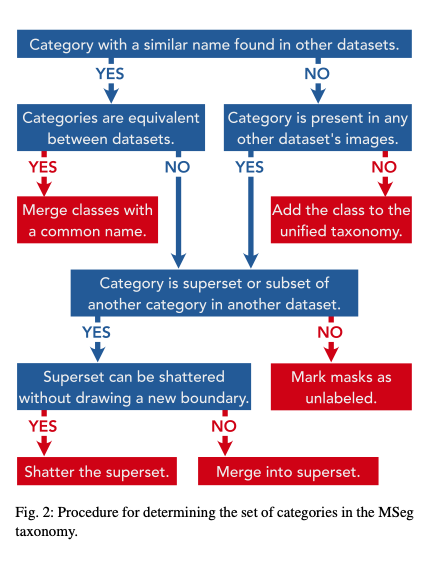 Category with a similar name found in other datasets.
YES
NO
Categories are equivalent
between datasets.
Category is present in any
other dataset's images.
YES
NO
YES
NO
Merge classes with
a common name.
Add the class to the
unified taxonomy.
Category is superset or subset of
another category in another dataset.
YES
NO
Superset can be shattered
without drawing a new boundary.
Mark masks as
unlabeled.
YES
NO
Shatter the superset.
Merge into superset.
Fig. 2: Procedure for determining the set of categories in the MSeg
taxonomy.